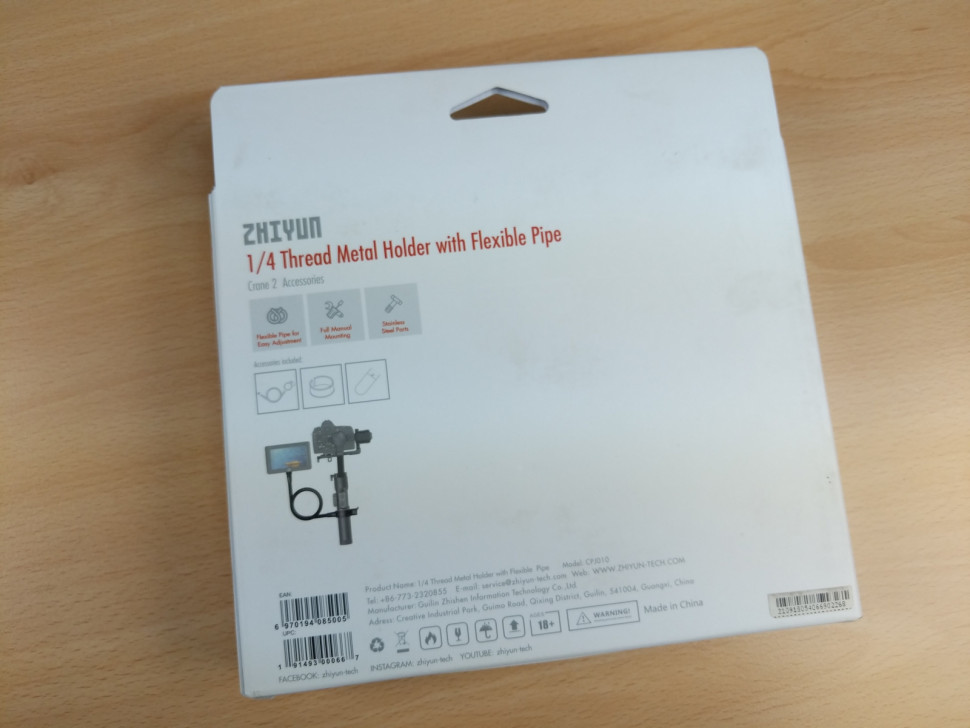 ZHIYUN
1/4 Thread Metal Holder with Flexible Pipe
Crane 2 Accessories
Flexible Pipe for
Easy Adjustment
Full Manual
Mounting
Stainless
Steel Parts
Accessories included:
Product Name: 1/4 Thread Metal Holder with Flexible Pipe Model: CPJG10
Tel: +86-773-2320855 E-mail: service@zhiyun-tech.com Web: WWW.ZHIYUN-TECH.COM
Manufacturer: Guilin Zhishen Information Technology Co. Ltd.
Adress: Creative Industrial Park, Guimo Road, Qixing District, Guilin, 541004, Guangxi, China
EAN:
6 970194 085005
UPC:
1 91493 00066 7
18+
WARNING!
Made in China
FACEBOOK: zhiyun-tech INSTAGRAM: zhiyun-tech YOUTUBE: zhiyun-tech